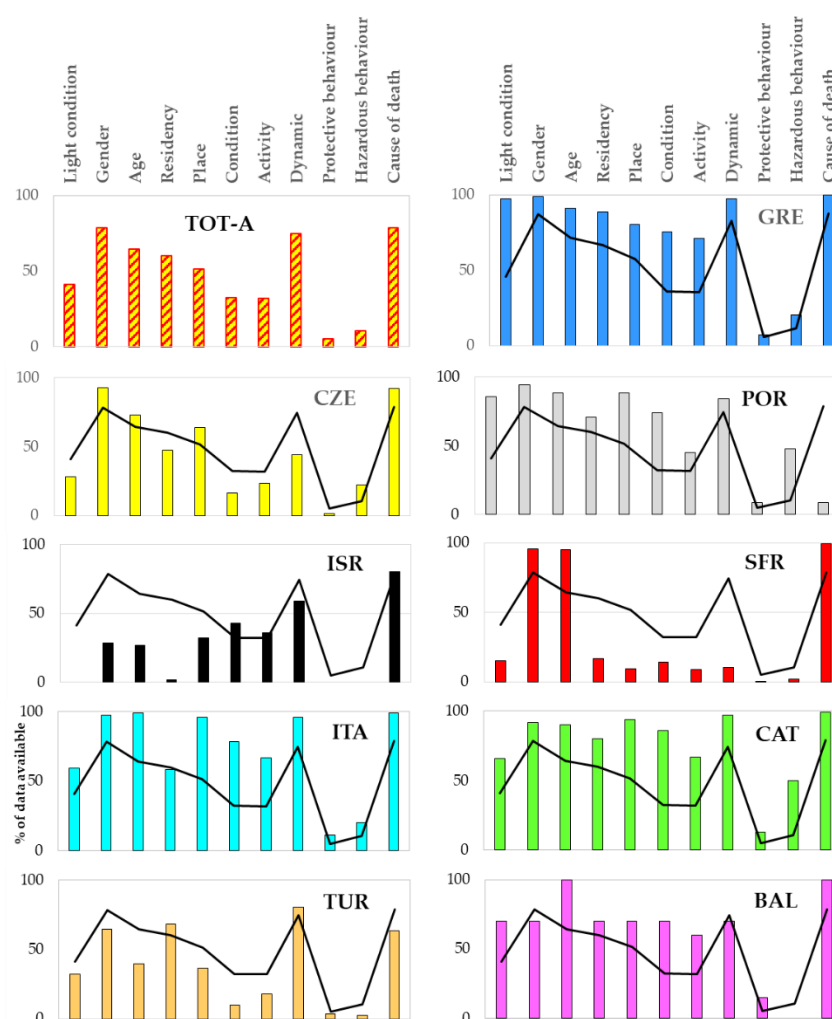 Light condition
Gender
Age
Residency
Place
Condition
Activity
Dynamic
Protective behaviour
Hazardous behaviour
Cause of death
Light condition
Gender
Age
Residency
Place
Condition
Activity
Dynamic
Protective behaviour
Hazardous behaviour
Cause of death
100
50
0
TOT-A
100
50
0
GRE
100
50
0
CZE
100
50
0
POR
100
50
0
ISR
100
50
0
SFR
100
50
0
ITA
% of data available
100
50
0
CAT
100
50
0
TUR
100
50
0
BAL